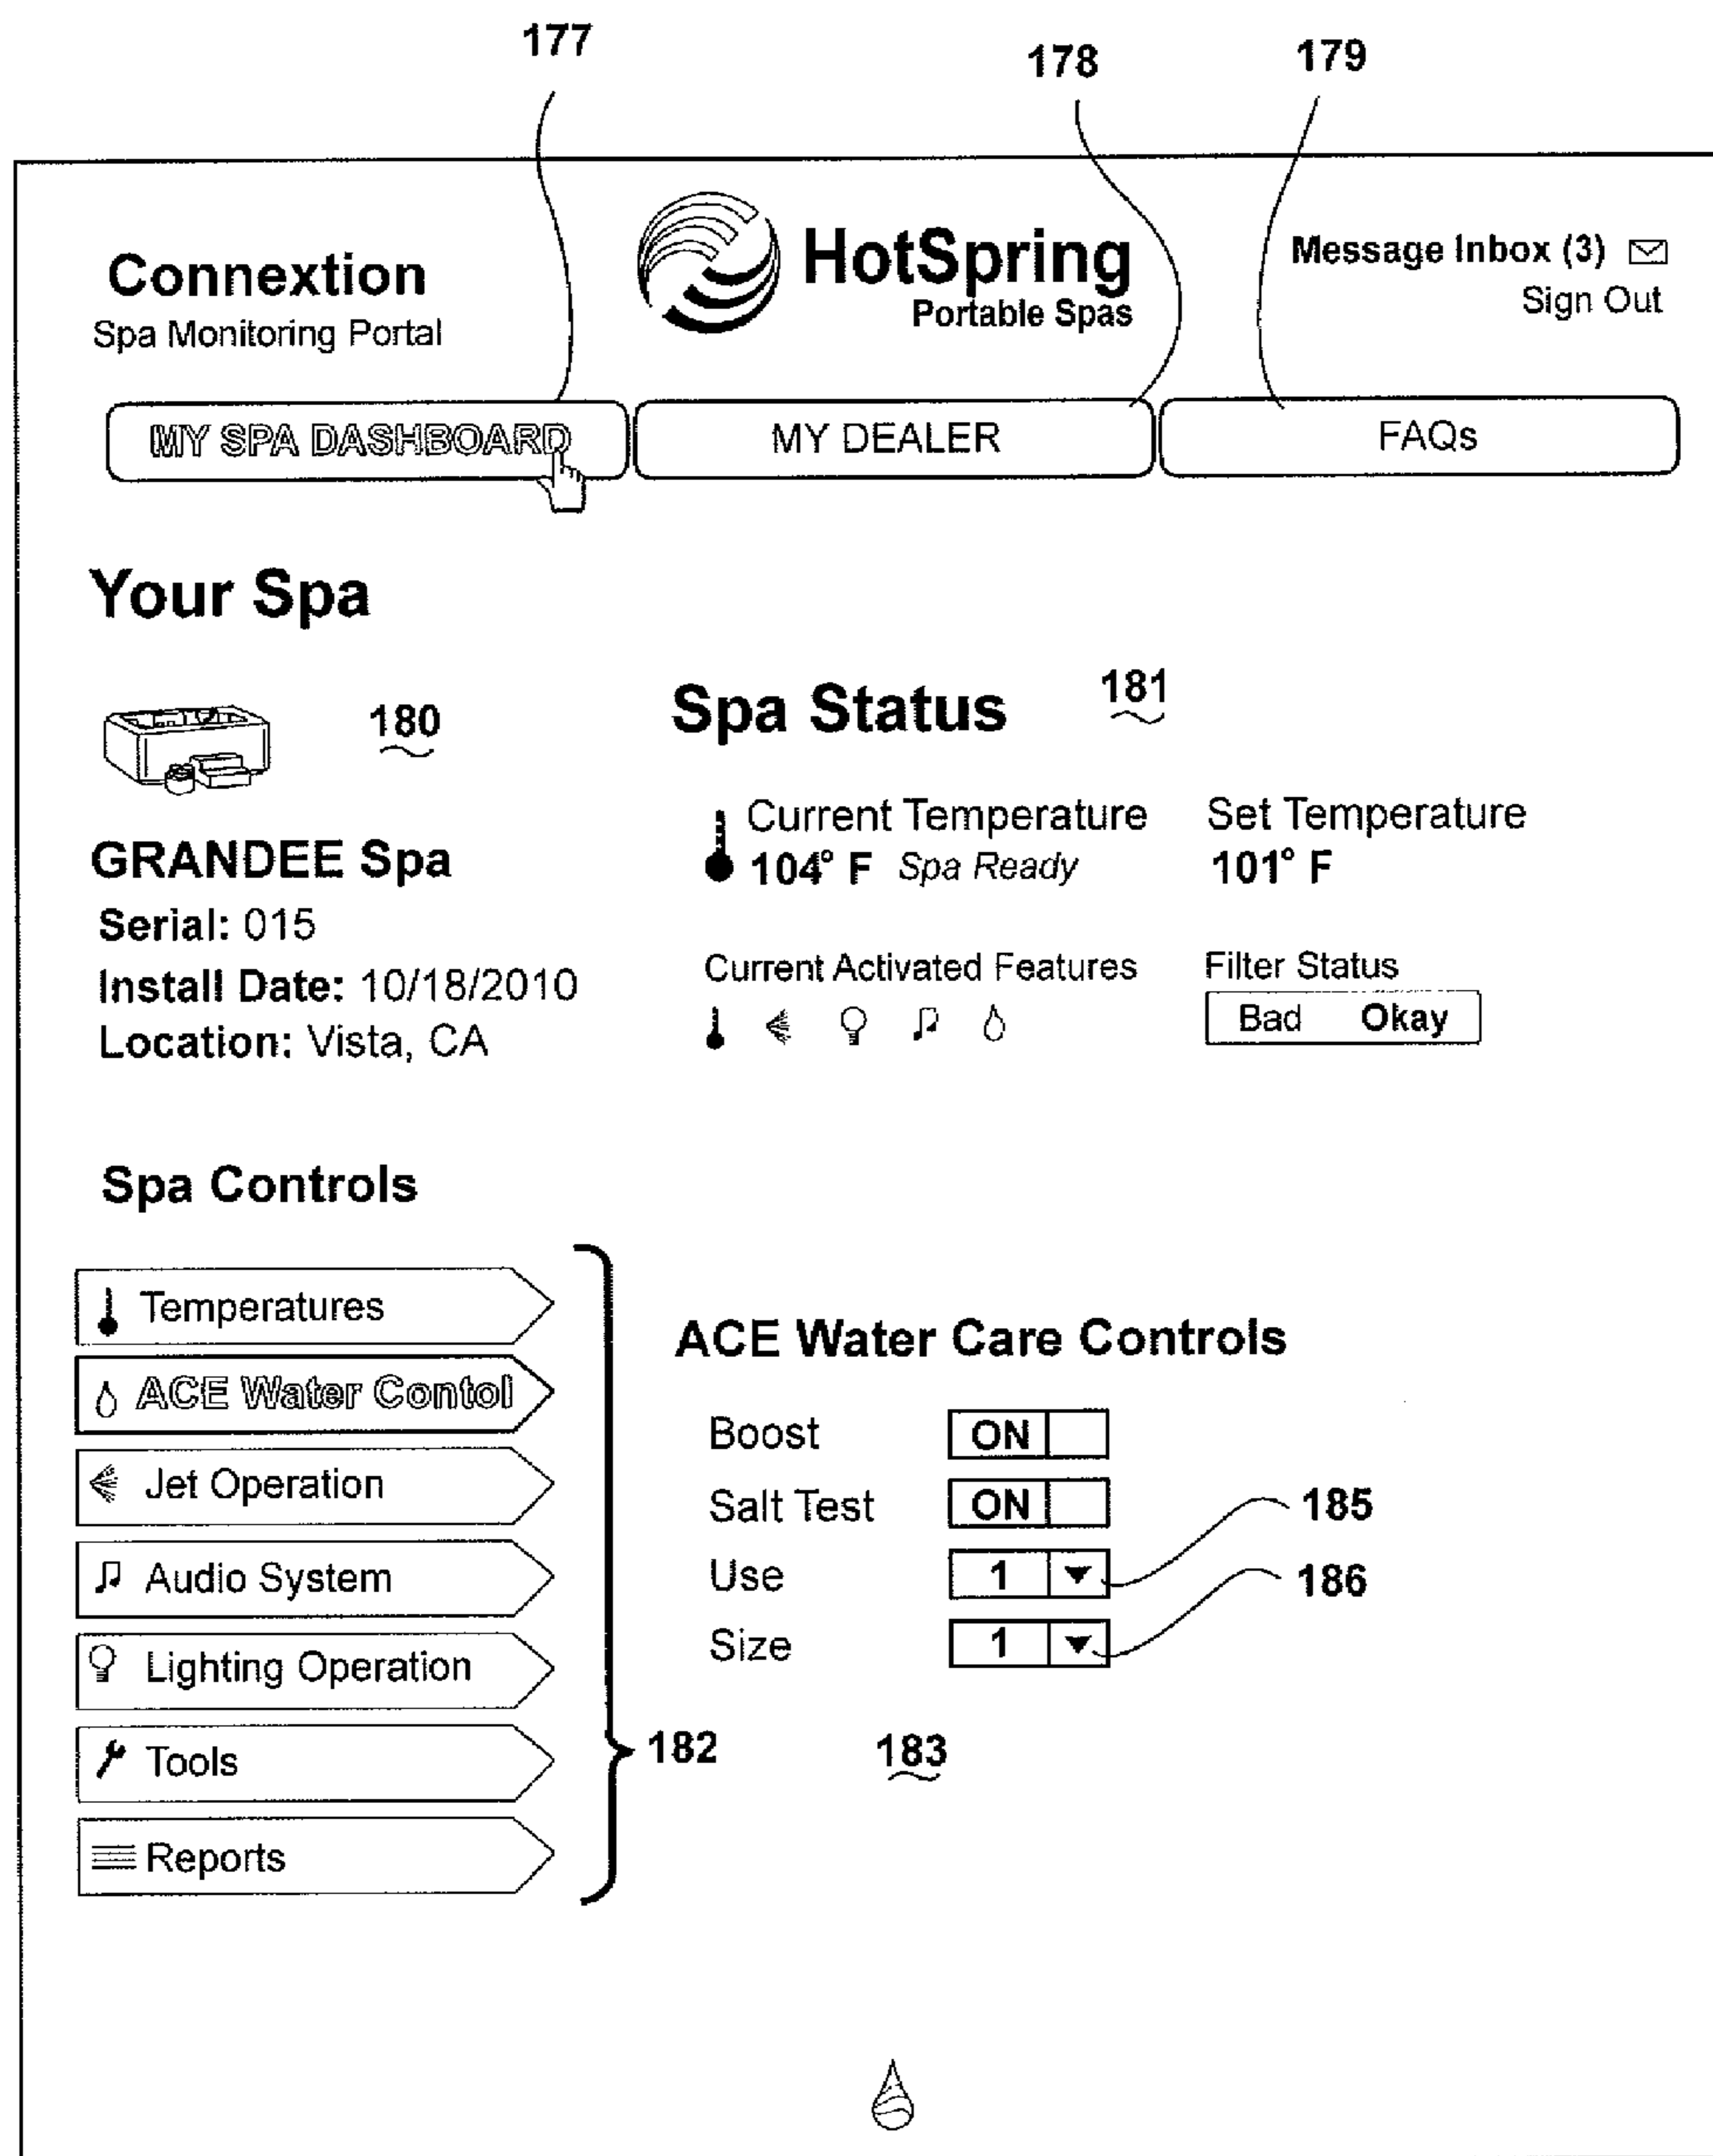 177
178
179
Connextion
Spa Monitoring Portal
HotSpring
Portable Spas
Message Inbox (3)
Sign Out
MY SPA DASHBOARD
MY DEALER
FAQs
Your Spa
180
GRANDEE Spa
Serial: 015
Install Date: 10/18/2010
Location: Vista, CA
Spa Status
181
Current Temperature
104° F Spa Ready
Set Temperature
101° F
Current Activated Features
Filter Status
Bad Okay
Spa Controls
Temperatures
ACE Water Contol
Jet Operation
Audio System
Lighting Operation
Tools
Reports
182
ACE Water Care Controls
Boost ON
Salt Test ON
Use 1
185
Size 1
186
183